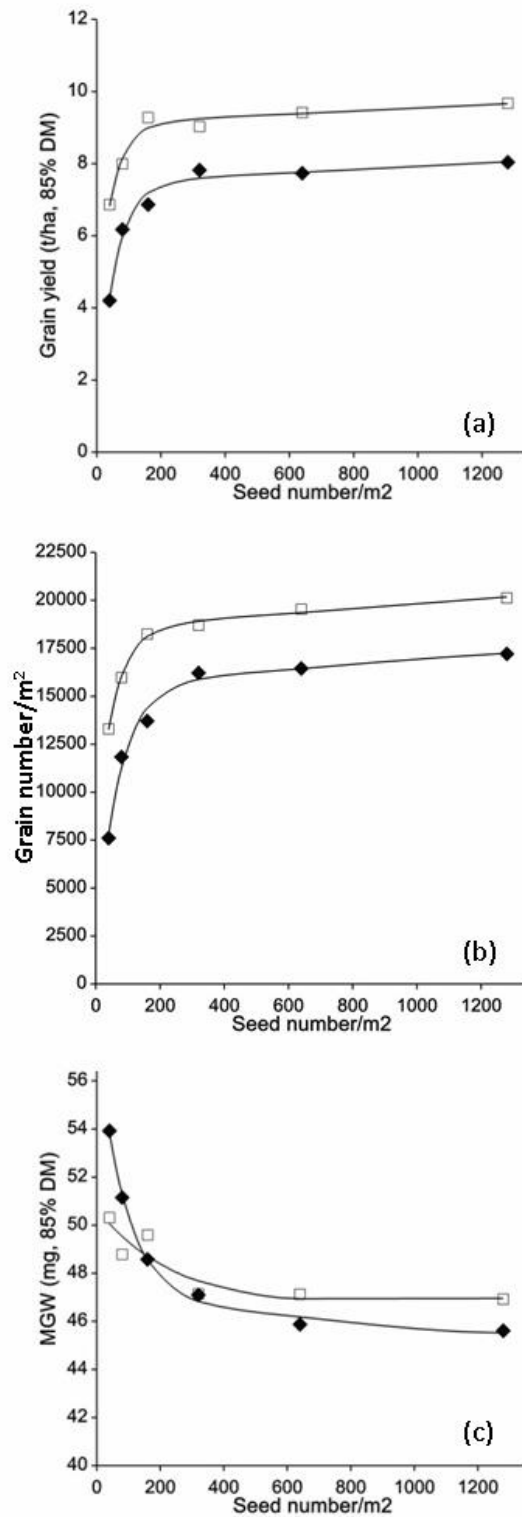 12
10
8
6
4
2
0
Grain yield (t/ha, 85% DM)
(a)
0 200 400 600 800 1000 1200
Seed number/m2
22500
20000
17500
15000
12500
10000
7500
5000
2500
0
Grain number/m²
(b)
0 200 400 600 800 1000 1200
Seed number/m2
56
54
52
50
48
46
44
42
40
MGW (mg, 85% DM)
(c)
0 200 400 600 800 1000 1200
Seed number/m2